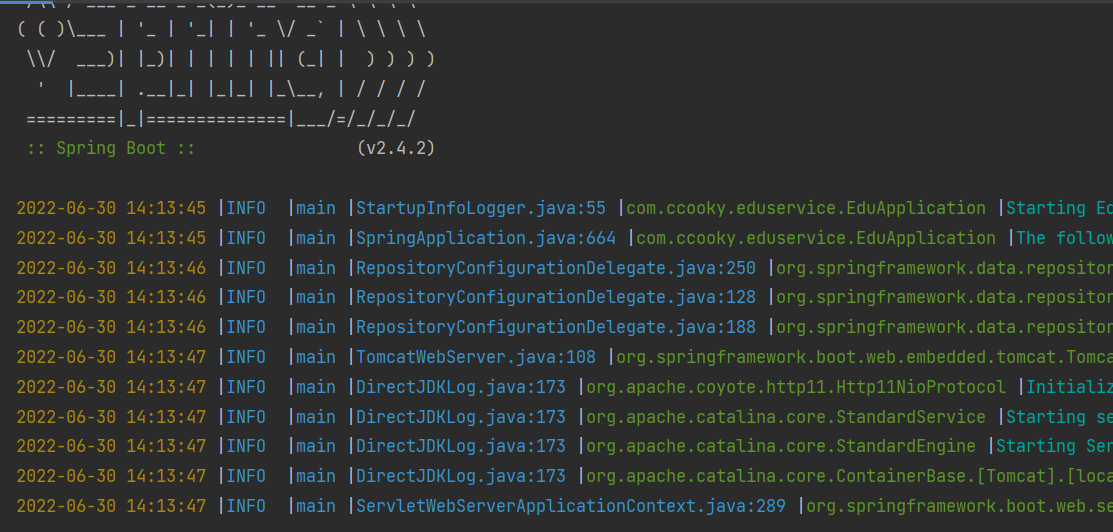 ( ( )\___ | '_ | '_| | '_ \/ _` | \ \ \ \
 \\/  ___)| |_)| | | | | || (_| |  ) ) ) )
  '  |____| .__|_| |_|_| |_\__, | / / / /
 =========|_|==============|___/=/_/_/_/
 :: Spring Boot ::                (v2.4.2)
2022-06-30 14:13:45 |INFO  |main |StartupInfoLogger.java:55 |com.ccooky.eduservice.EduApplication |Starting Ed
2022-06-30 14:13:45 |INFO  |main |SpringApplication.java:664 |com.ccooky.eduservice.EduApplication |The follow
2022-06-30 14:13:46 |INFO  |main |RepositoryConfigurationDelegate.java:250 |org.springframework.data.repositor
2022-06-30 14:13:46 |INFO  |main |RepositoryConfigurationDelegate.java:128 |org.springframework.data.repositor
2022-06-30 14:13:46 |INFO  |main |RepositoryConfigurationDelegate.java:188 |org.springframework.data.repositor
2022-06-30 14:13:47 |INFO  |main |TomcatWebServer.java:108 |org.springframework.boot.web.embedded.tomcat.Tomca
2022-06-30 14:13:47 |INFO  |main |DirectJDKLog.java:173 |org.apache.coyote.http11.Http11NioProtocol |Initializ
2022-06-30 14:13:47 |INFO  |main |DirectJDKLog.java:173 |org.apache.catalina.core.StandardService |Starting se
2022-06-30 14:13:47 |INFO  |main |DirectJDKLog.java:173 |org.apache.catalina.core.StandardEngine |Starting Ser
2022-06-30 14:13:47 |INFO  |main |DirectJDKLog.java:173 |org.apache.catalina.core.ContainerBase.[Tomcat].[loca
2022-06-30 14:13:47 |INFO  |main |ServletWebServerApplicationContext.java:289 |org.springframework.boot.web.se